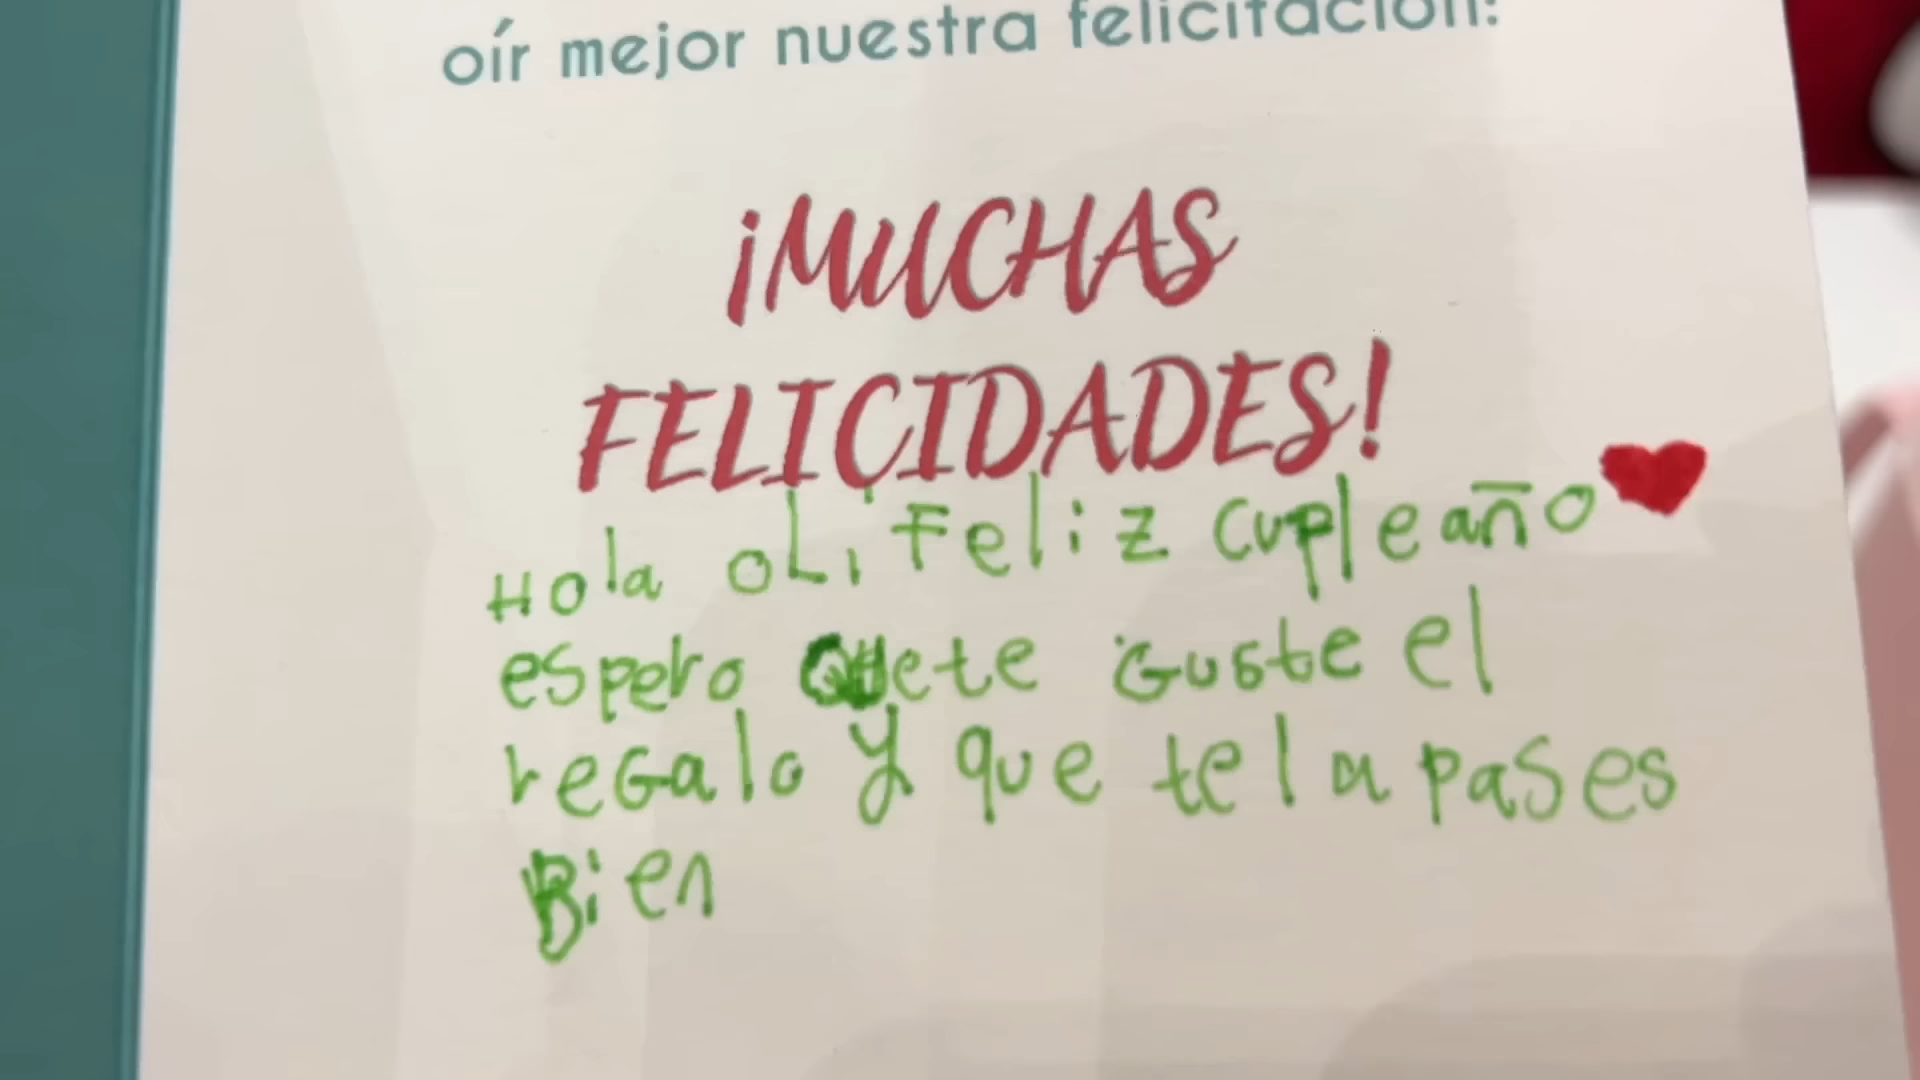 oír mejor nuestra felicitación:
¡MUCHAS
FELICIDADES!
Hola oLi FeliZ cupleaño
espero Quete Guste el
reGalo y que te la pases
Bien